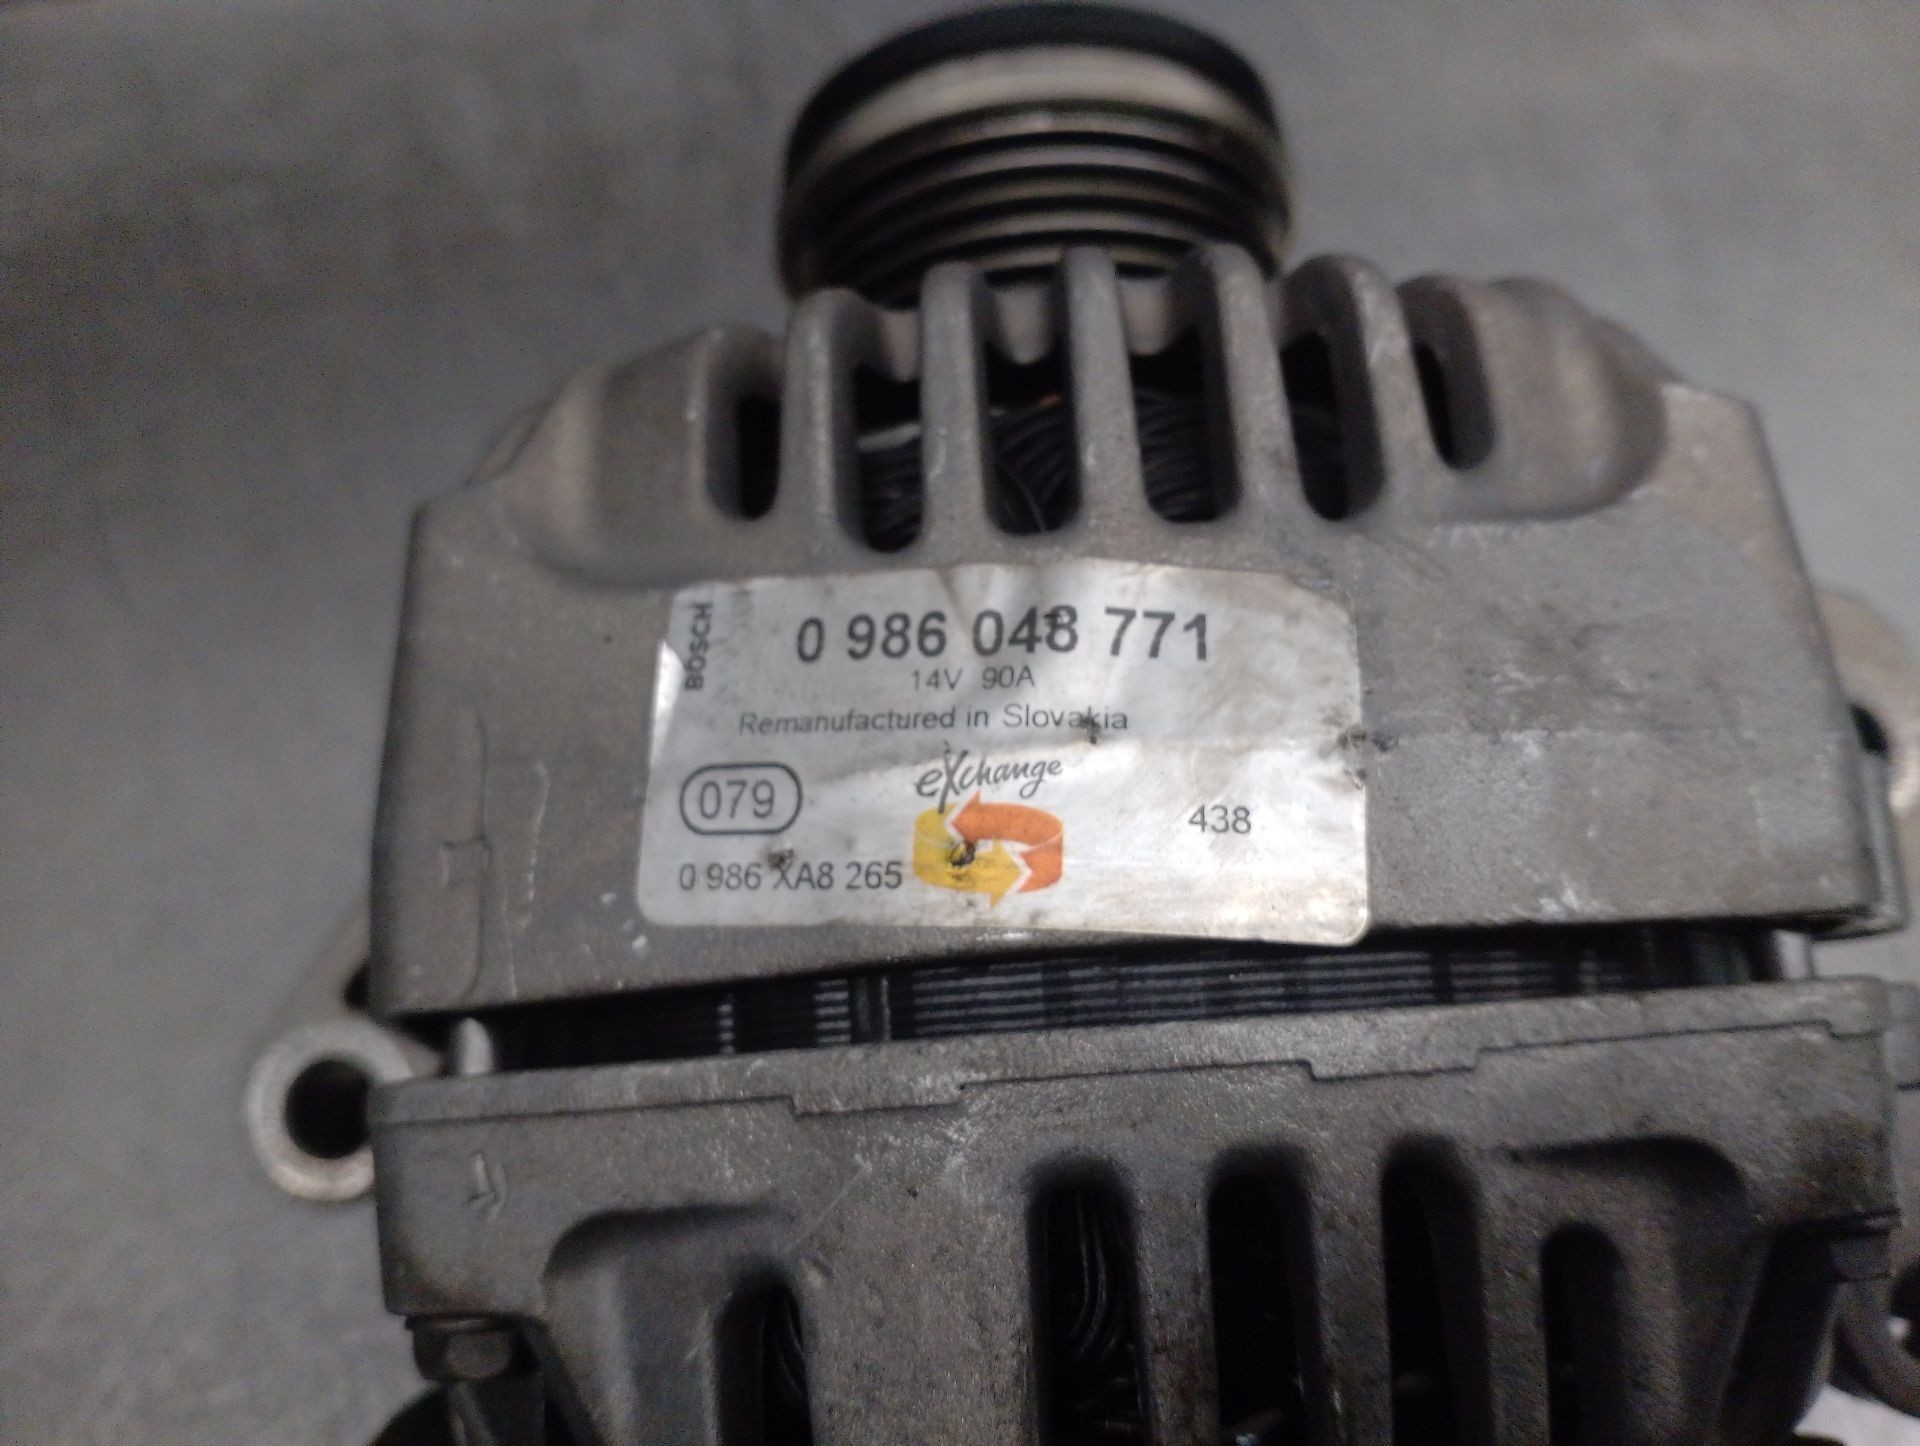 BOSCH
0 986 048 771
14V 90A
Remanufactured in Slovakia
eXchange
079
438
0 986 XA8 265